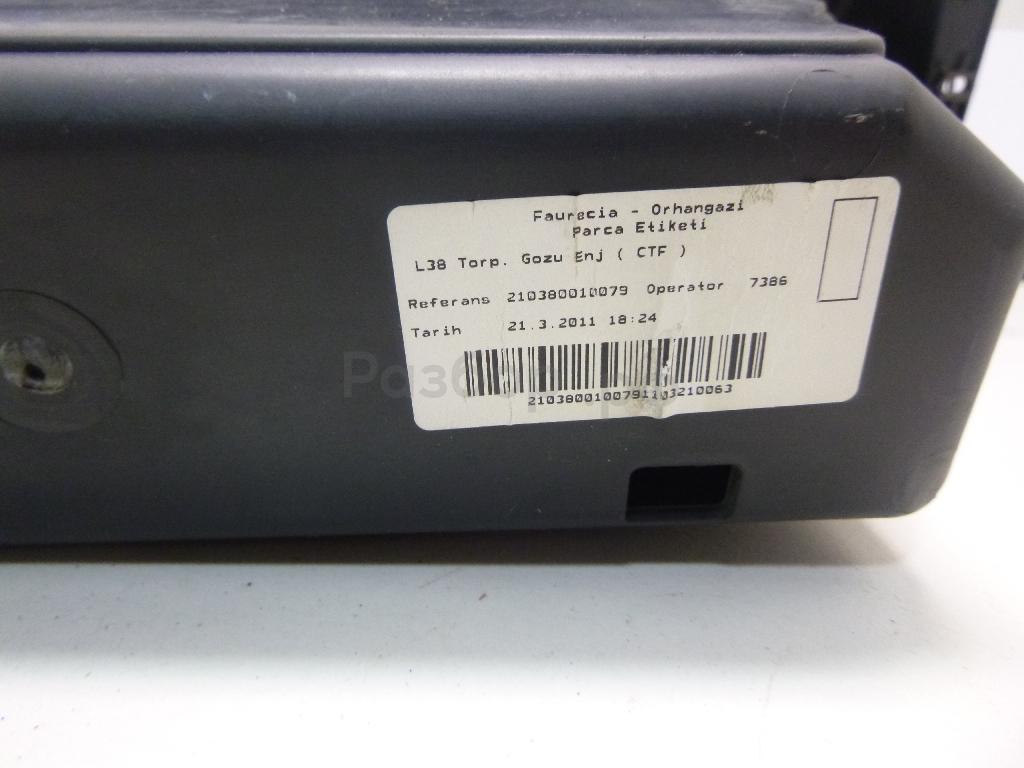 Faurecia - Orhangazi
Parca Etiketi
L38 Torp. Gozu Enj ( CTF )
Referans 210380010079 Operator 7386
Tarih 21.3.2011 18:24
2103800100791103210063